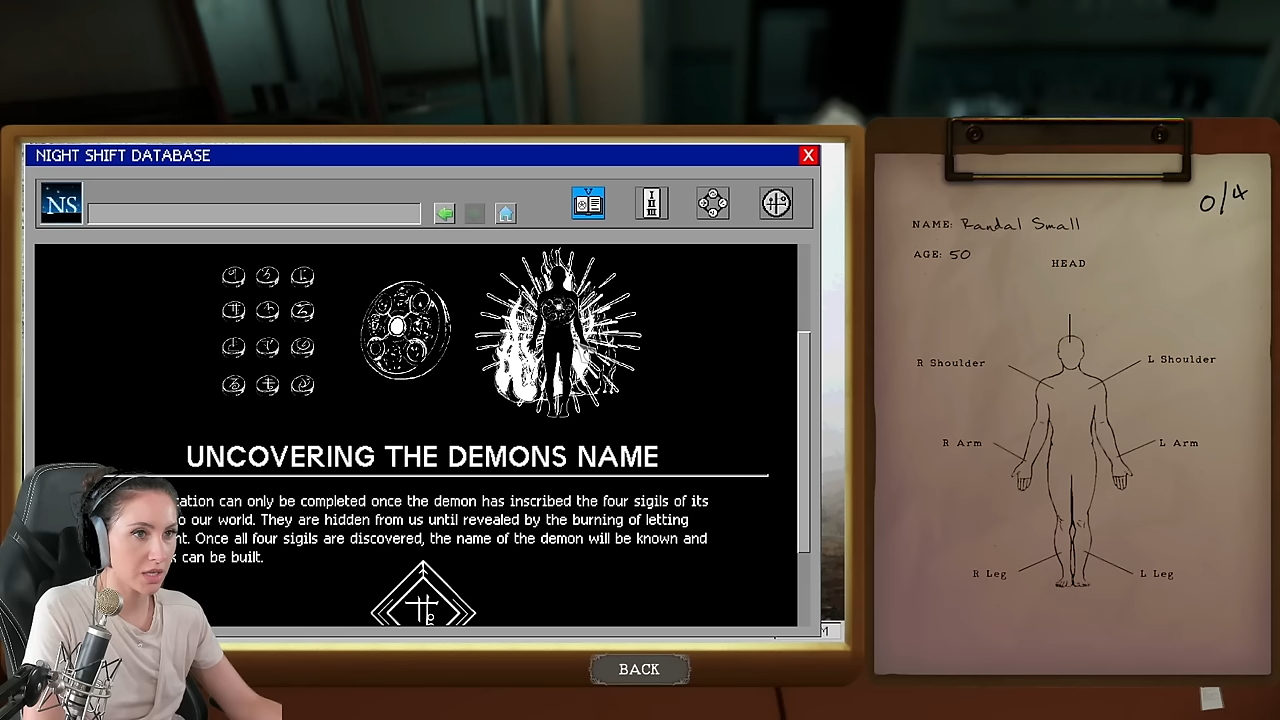 NIGHT SHIFT DATABASE
X
NS
I
II
III
UNCOVERING THE DEMONS NAME
can only be completed once the demon has inscribed the four sigils of its
our world. They are hidden from us until revealed by the burning of letting
Once all four sigils are discovered, the name of the demon will be known and
can be built.
BACK
0/4
NAME: Randal Small
AGE: 50
HEAD
R Shoulder
L Shoulder
R Arm
L Arm
R Leg
L Leg